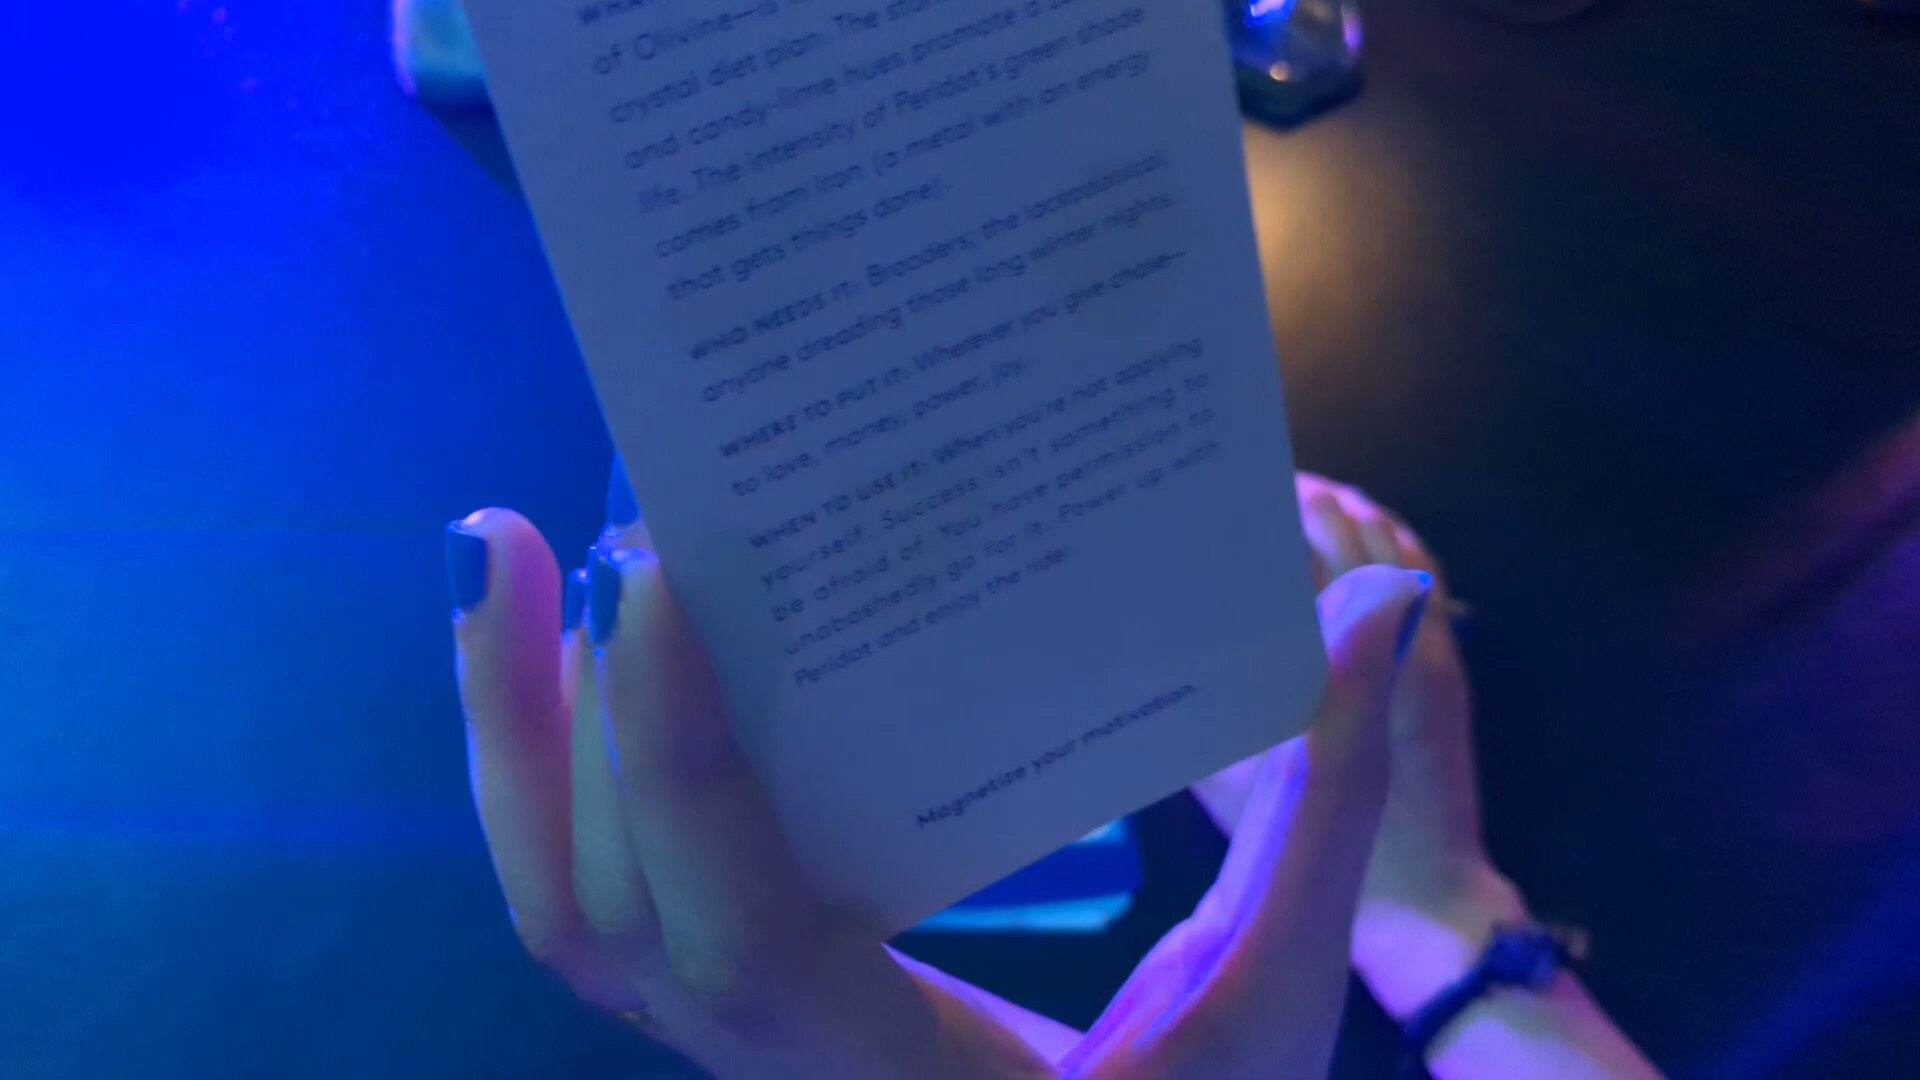 of Olivine—is
crystal diet plan. The
and candy-lime hues promote a
life. The intensity of Peridot's green shade
comes from iron (a metal with an energy
that gets things done).
WHO NEEDS IT: Brooders; the lackadaisical;
anyone dreading those long winter nights.
WHERE TO PUT IT: Wherever you give chase—
to love, money, power, joy.
WHEN TO USE IT: When you're not applying
yourself. Success isn't something to
be afraid of. You have permission to
unabashedly go for it. Power up with
Peridot and enjoy the ride!
Magnetize your motivation.